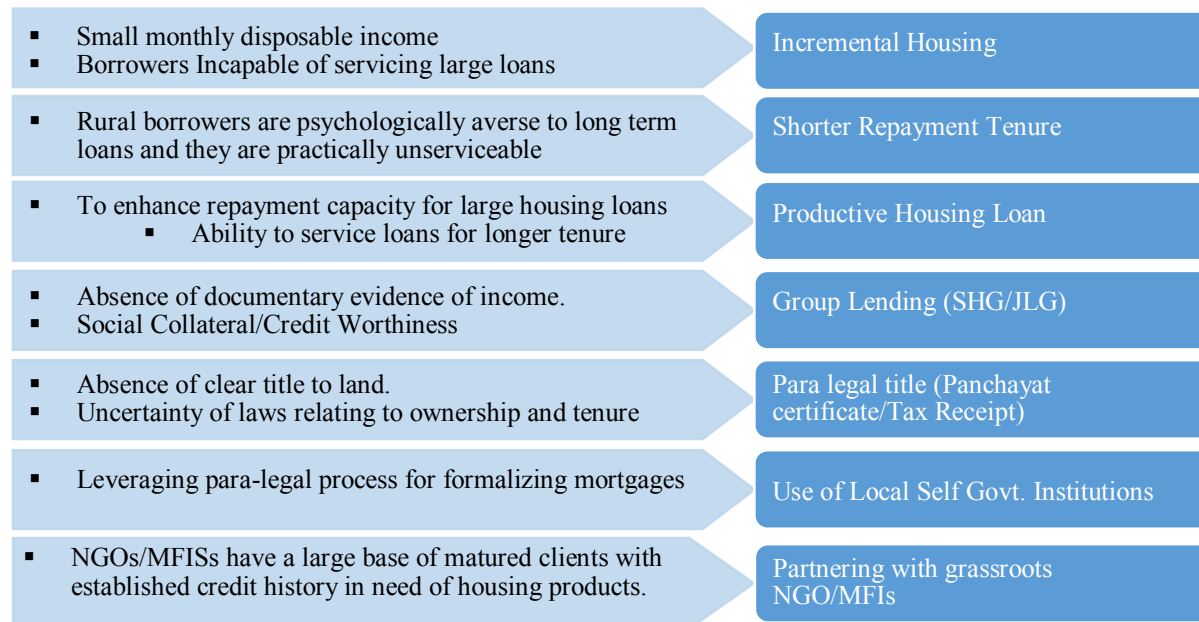 ▪ Small monthly disposable income
▪ Borrowers Incapable of servicing large loans
Incremental Housing
▪ Rural borrowers are psychologically averse to long term
loans and they are practically unserviceable
Shorter Repayment Tenure
▪ To enhance repayment capacity for large housing loans
▪ Ability to service loans for longer tenure
Productive Housing Loan
▪ Absence of documentary evidence of income.
▪ Social Collateral/Credit Worthiness
Group Lending (SHG/JLG)
▪ Absence of clear title to land.
▪ Uncertainty of laws relating to ownership and tenure
Para legal title (Panchayat
certificate/Tax Receipt)
▪ Leveraging para-legal process for formalizing mortgages
Use of Local Self Govt. Institutions
▪ NGOs/MFISs have a large base of matured clients with
established credit history in need of housing products.
Partnering with grassroots
NGO/MFIs